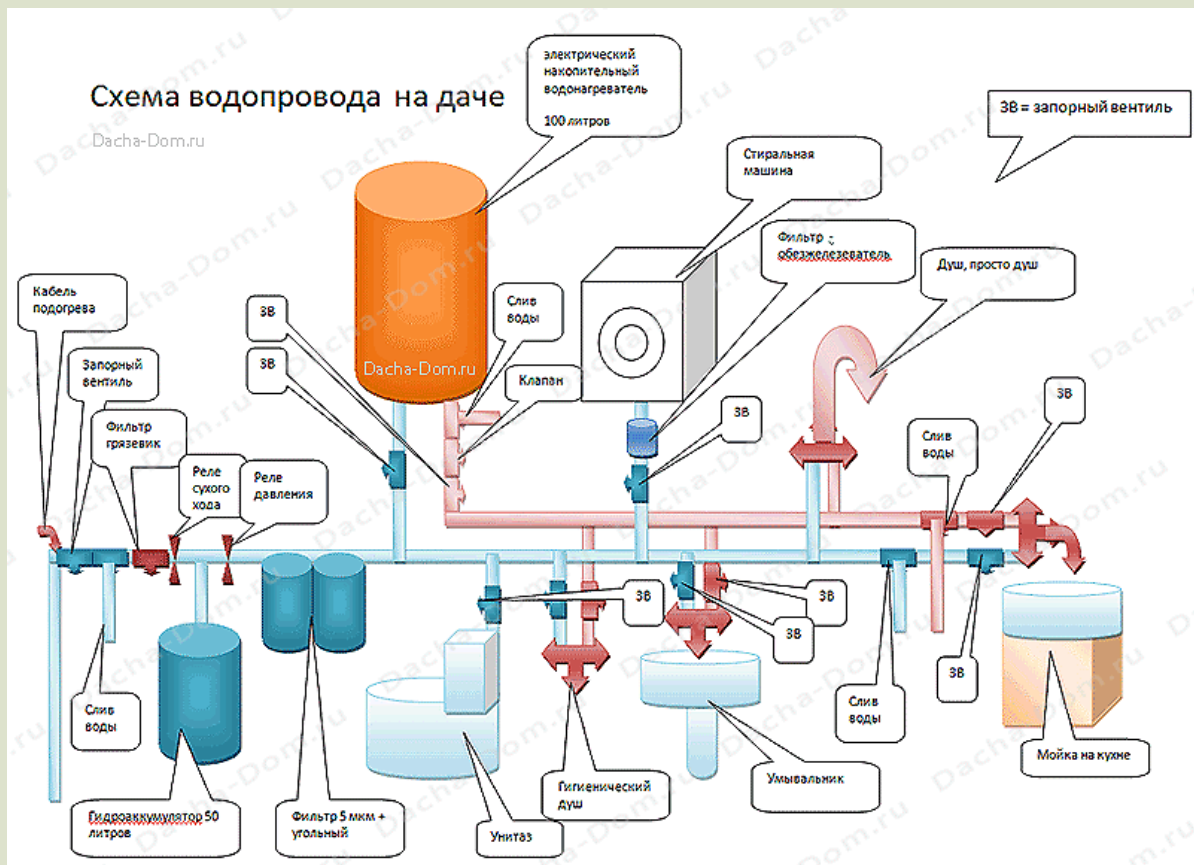 Схема водопровода на даче
Dacha-Dom.ru
электрический
накопительный
водонагреватель
100 литров
ЗВ = запорный вентиль
Стиральная
машина
Фильтр :
обезжелезеватель
Душ, просто душ
Кабель
подогрева
ЗВ
Слив
воды
Запорный
вентиль
ЗВ
Dacha-Dom.ru
Клапан
ЗВ
ЗВ
Фильтр
грязевик
Слив
воды
Реле
сухого
хода
Реле
давления
ЗВ
ЗВ
ЗВ
ЗВ
Слив
воды
Слив
воды
Мойка на кухне
Умывальник
Гигиенический
душ
Гидроаккумулятор 50
литров
Фильтр 5 мкм +
угольный
Унитаз